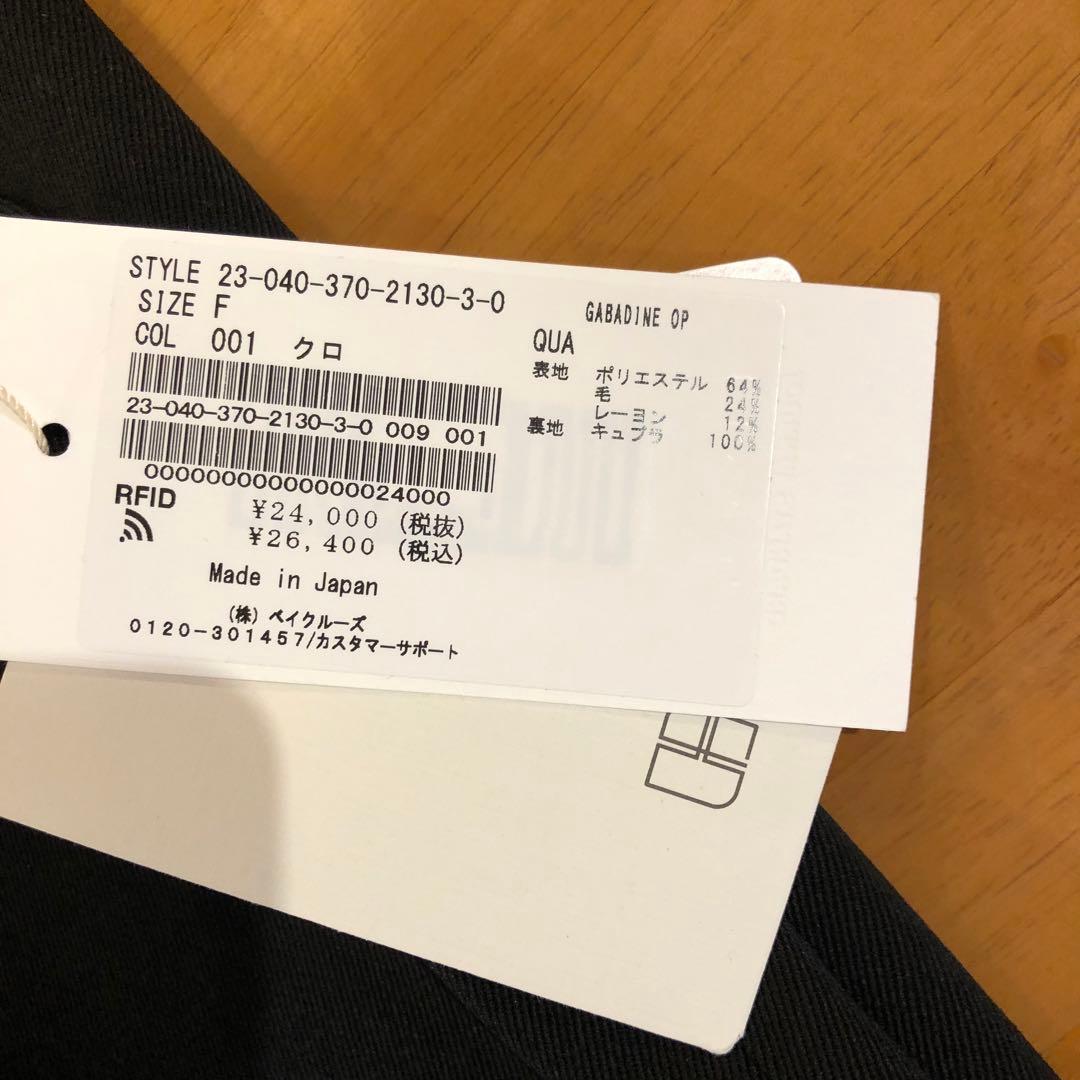 STYLE 23-040-370-2130-3-0
SIZE F
COL 001 クロ
23-040-370-2130-3-0 009 001
00000000000000024000
RFID
¥24,000 (税抜)
¥26,400 (税込)
Made in Japan
(株) ベイクルーズ
0120-301457/カスタマーサポート
GABADINE OP
QUA
表地 ポリエステル 64%
毛 24%
レーヨン 12%
裏地 キュプラ 100%